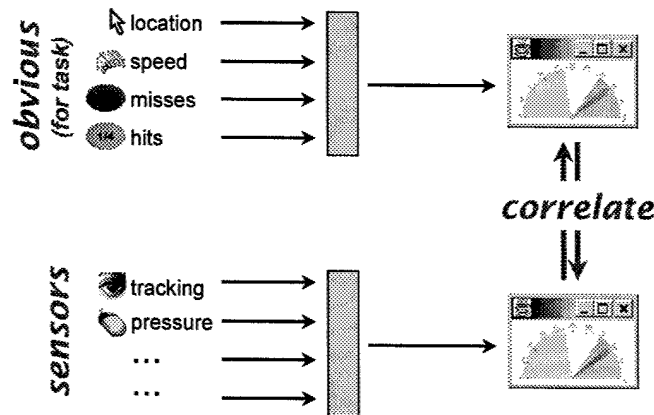 obvious
(for task)
location
speed
misses
hits
correlate
sensors
tracking
pressure
...
...